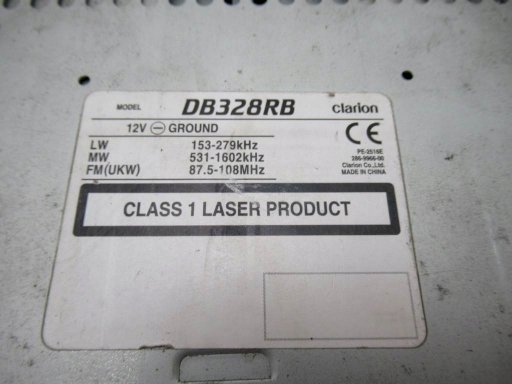 MODEL DB328RB clarion
12V ⊖ GROUND
LW 153-279kHz
MW 531-1602kHz
FM(UKW) 87.5-108MHz
CE
PE-2516E
286-9966-00
Clarion Co.,Ltd.
MADE IN CHINA
CLASS 1 LASER PRODUCT